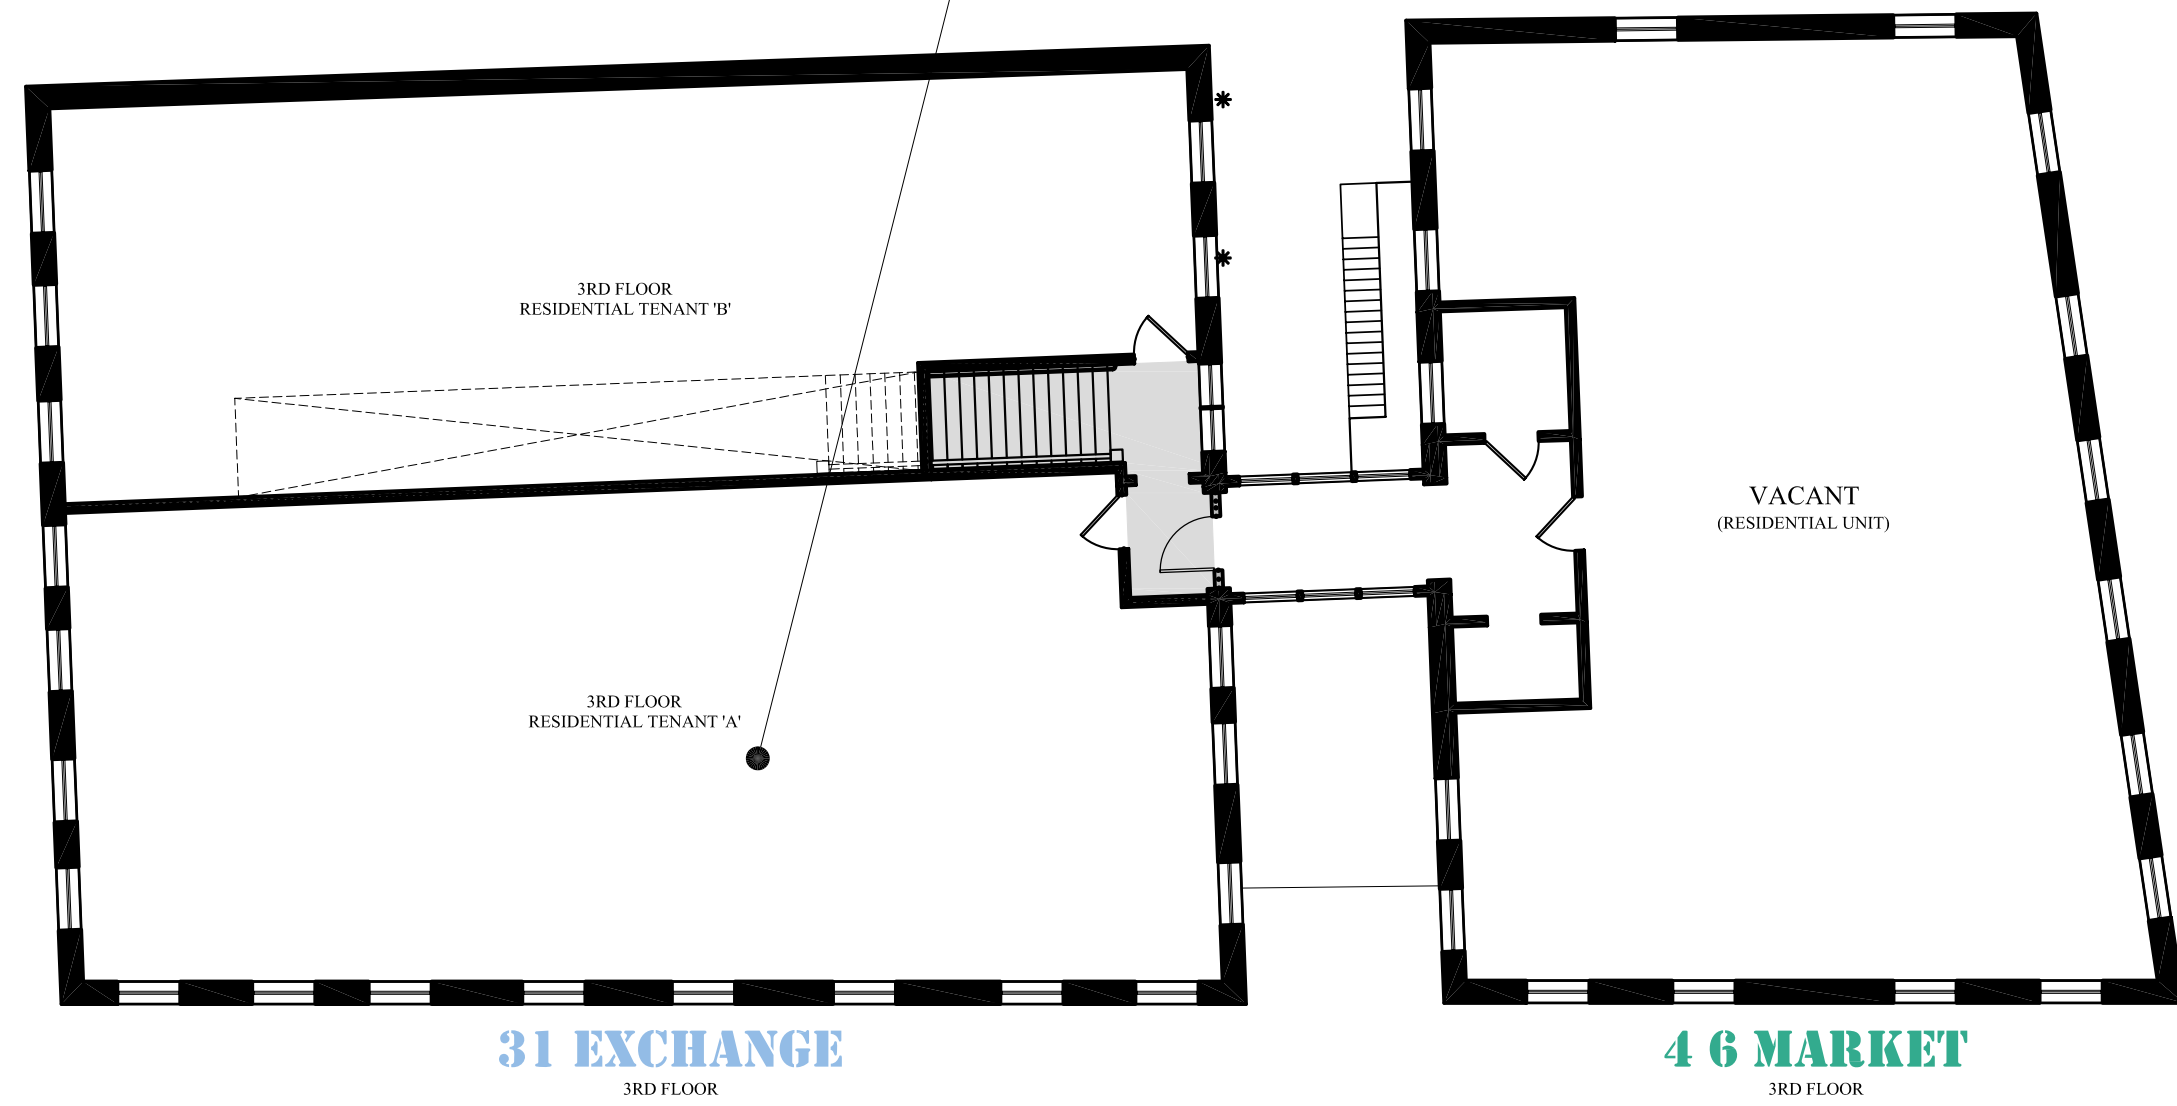 3RD FLOOR
RESIDENTIAL TENANT 'B'
VACANT
(RESIDENTIAL UNIT)
3RD FLOOR
RESIDENTIAL TENANT 'A'
31 EXCHANGE
3RD FLOOR
4 6 MARKET
3RD FLOOR